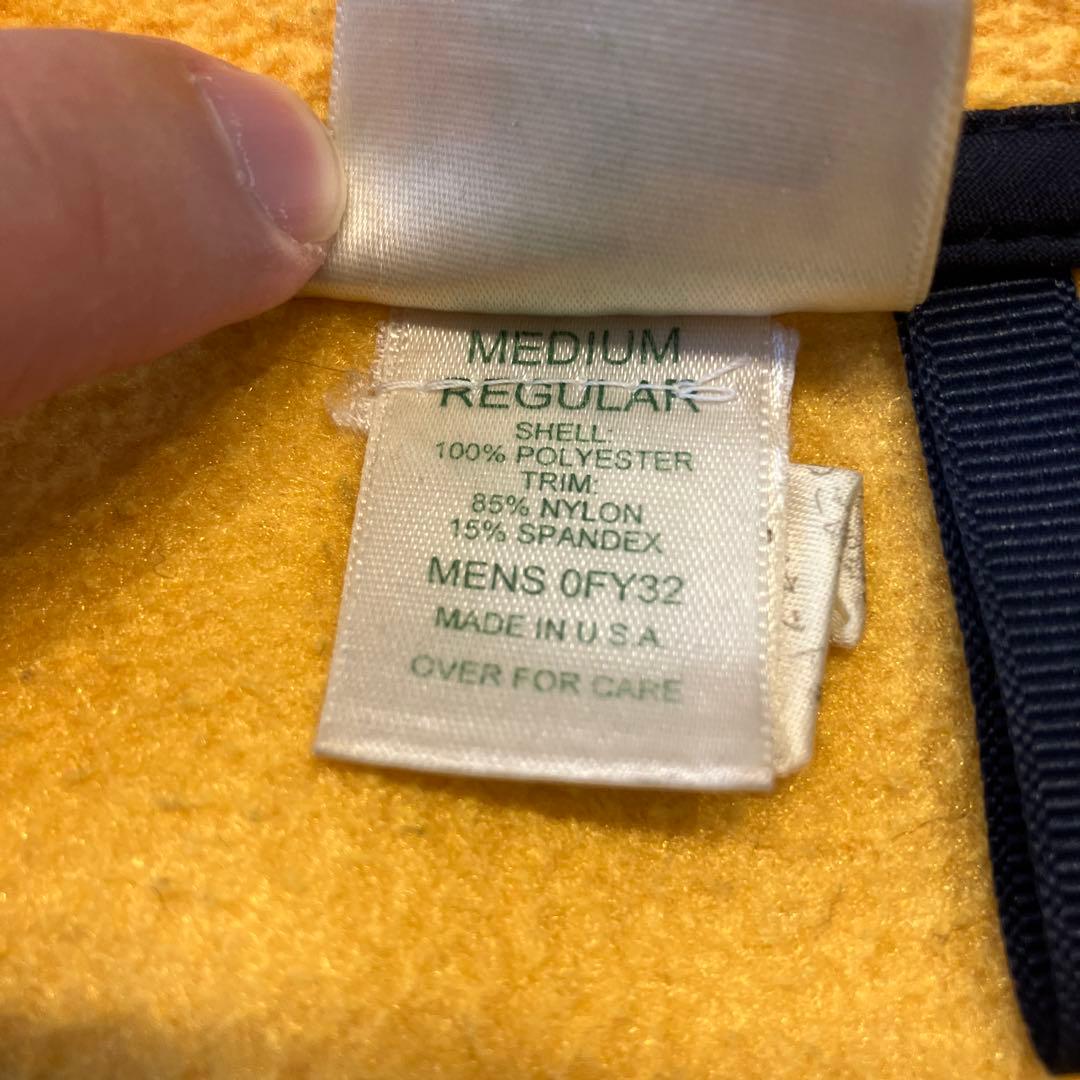 MEDIUM
REGULAR
SHELL:
100% POLYESTER
TRIM:
85% NYLON
15% SPANDEX
MENS 0FY32
MADE IN U S A
OVER FOR CARE